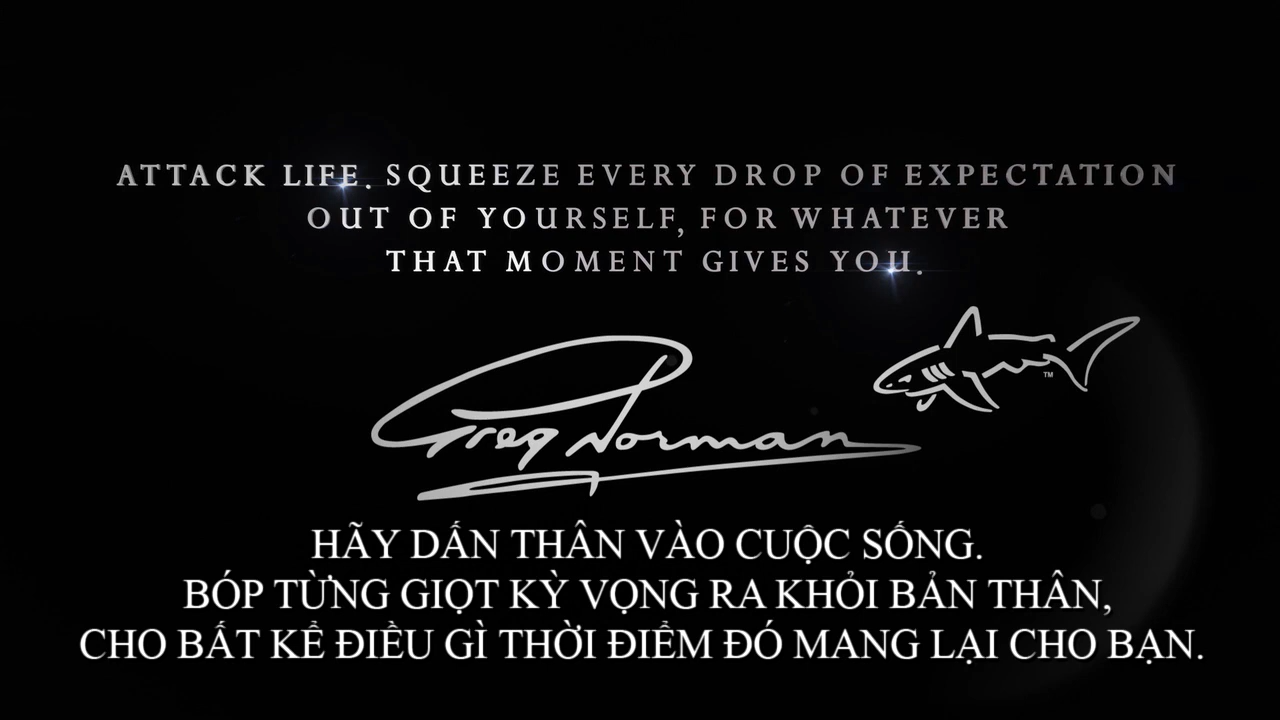 ATTACK LIFE. SQUEEZE EVERY DROP OF EXPECTATION
OUT OF YOURSELF, FOR WHATEVER
THAT MOMENT GIVES YOU.
TM
Greg Norman
HÃY DẤN THÂN VÀO CUỘC SỐNG.
BÓP TỪNG GIỌT KỲ VỌNG RA KHỎI BẢN THÂN,
CHO BẤT KỂ ĐIỀU GÌ THỜI ĐIỂM ĐÓ MANG LẠI CHO BẠN.